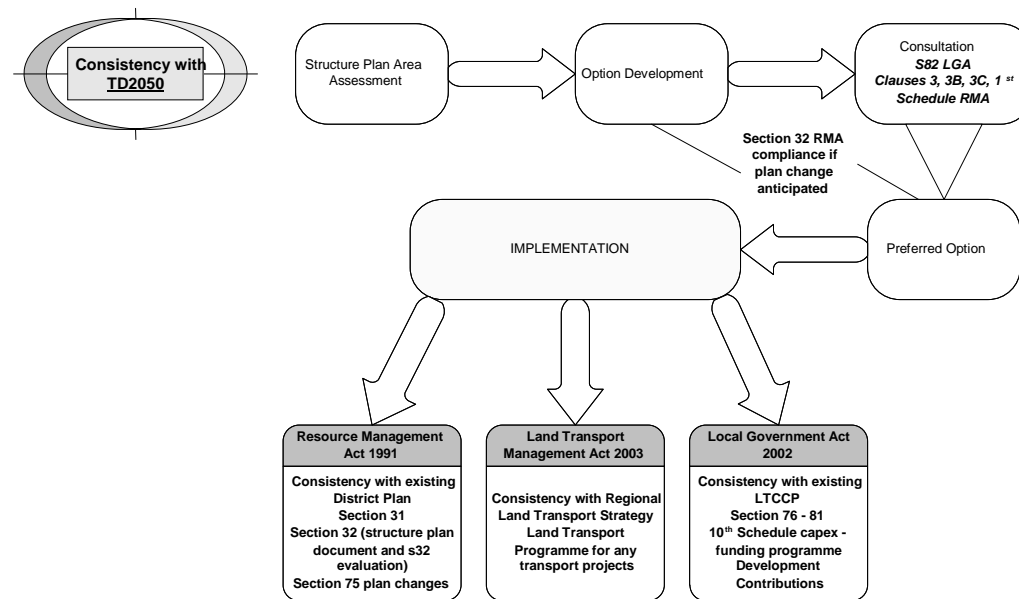 Consistency with
TD2050
Structure Plan Area
Assessment
Option Development
Consultation
S82 LGA
Clauses 3, 3B, 3C, 1 st
Schedule RMA
Section 32 RMA
compliance if
plan change
anticipated
IMPLEMENTATION
Preferred Option
Resource Management
Act 1991
Consistency with existing
District Plan
Section 31
Section 32 (structure plan
document and s32
evaluation)
Section 75 plan changes
Land Transport
Management Act 2003
Consistency with Regional
Land Transport Strategy
Land Transport
Programme for any
transport projects
Local Government Act
2002
Consistency with existing
LTCCP
Section 76 - 81
10th Schedule capex -
funding programme
Development
Contributions